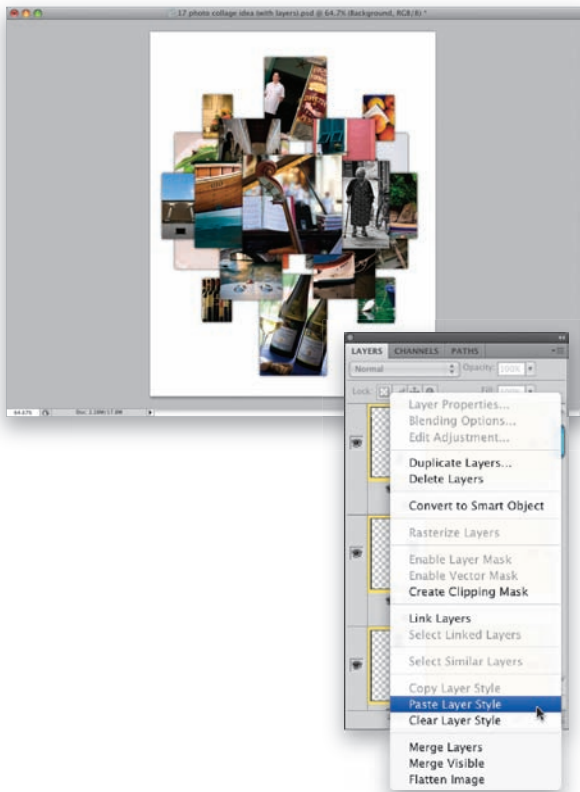 17 photo collage idea (with layers).psd @ 64.7% (Background, RGB/8) *
64.67%
LAYERS CHANNELS PATHS
Normal Opacity: 100%
Lock: Fill: 100%
Layer Properties...
Blending Options...
Edit Adjustment...
Duplicate Layers...
Delete Layers
Convert to Smart Object
Rasterize Layers
Enable Layer Mask
Enable Vector Mask
Create Clipping Mask
Link Layers
Select Linked Layers
Select Similar Layers
Copy Layer Style
Paste Layer Style
Clear Layer Style
Merge Layers
Merge Visible
Flatten Image